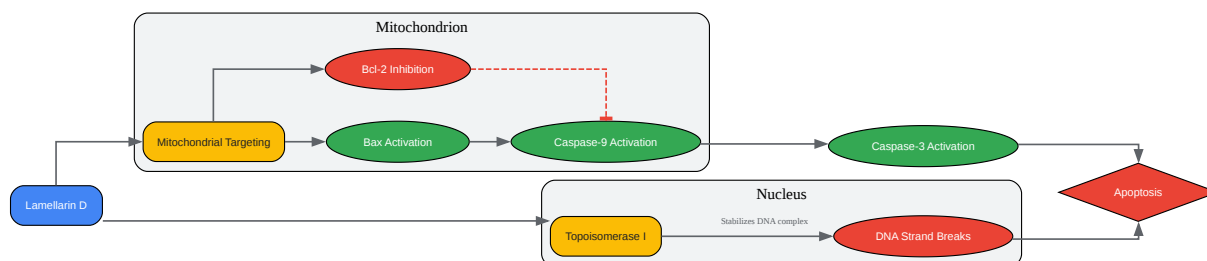 Mitochondrion
Bcl-2 Inhibition
Mitochondrial Targeting
Bax Activation
Caspase-9 Activation
Caspase-3 Activation
Lamellarin D
Nucleus
Apoptosis
Topoisomerase I
Stabilizes DNA complex
DNA Strand Breaks